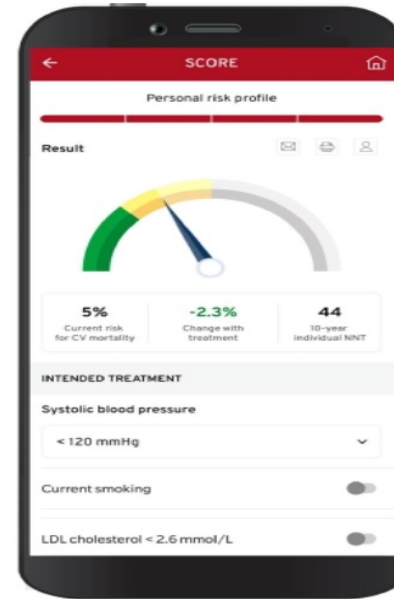 SCORE
Personal risk profile
Result
5%
Current risk
for CV mortality
-2.3%
Change with
treatment
44
10-year
individual NNT
INTENDED TREATMENT
Systolic blood pressure
<120 mmHg
Current smoking
LDL cholesterol < 2.6 mmol/L